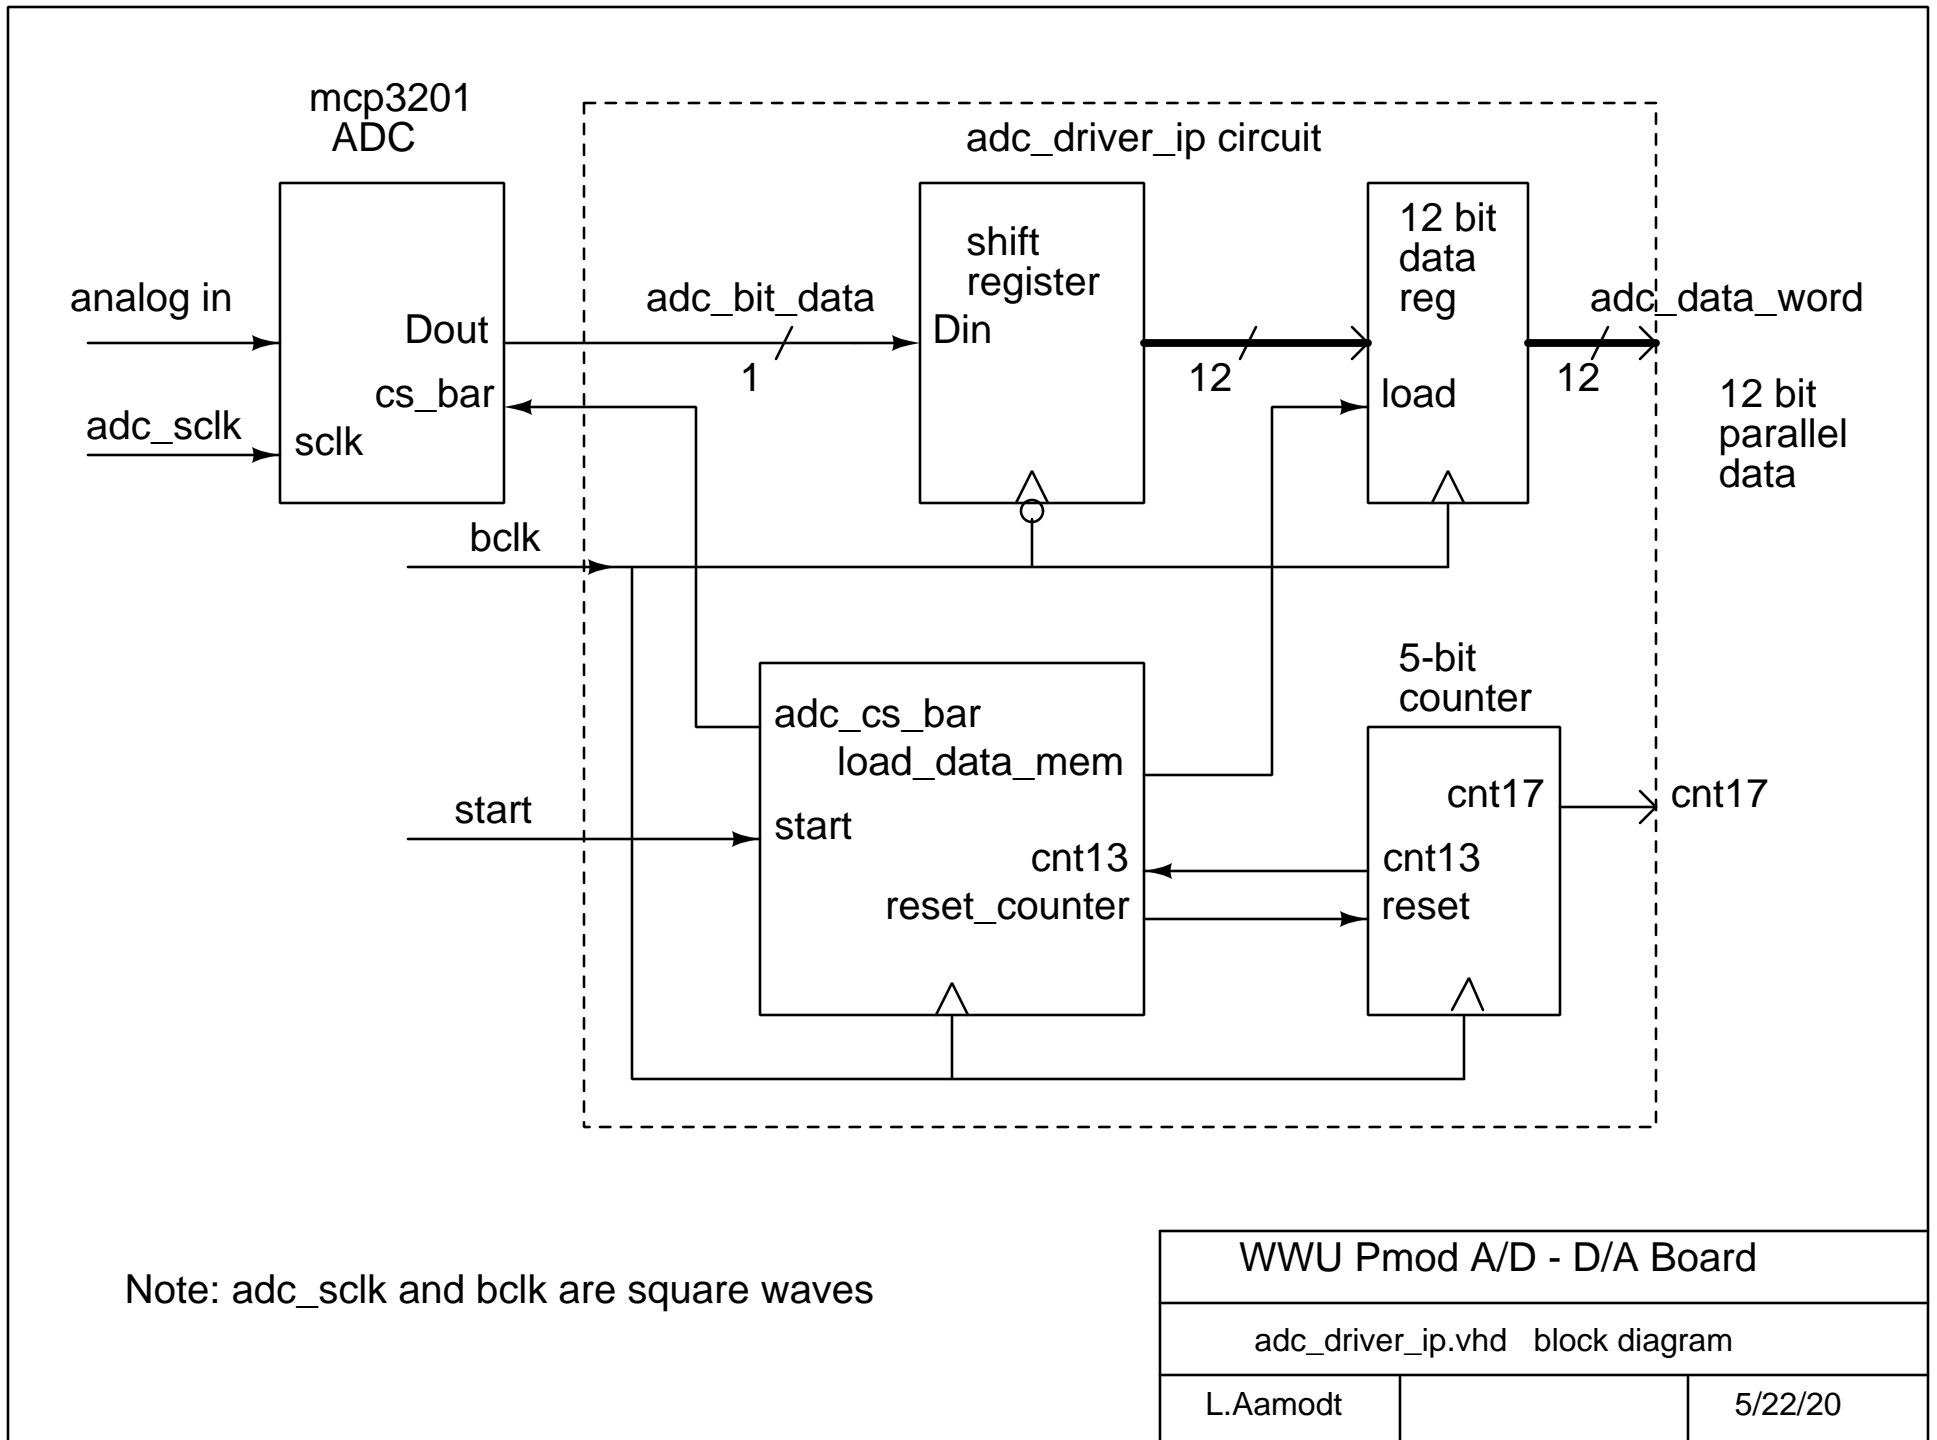 mcp3201
ADC
adc_driver_ip circuit
analog in
adc_sclk
Dout
cs_bar
sclk
adc_bit_data
1
shift
register
Din
12
12 bit
data
reg
load
adc_data_word
12
12 bit
parallel
data
bclk
start
adc_cs_bar
load_data_mem
start
cnt13
reset_counter
5-bit
counter
cnt17
cnt13
reset
cnt17
Note: adc_sclk and bclk are square waves
WWU Pmod A/D - D/A Board
adc_driver_ip.vhd block diagram
L.Aamodt
5/22/20